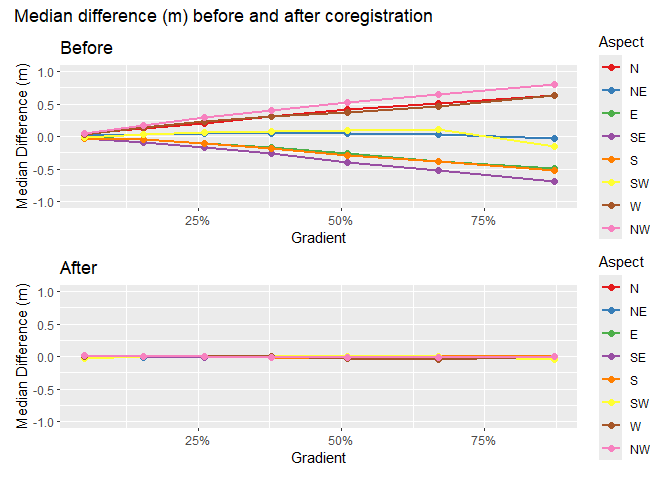 Median difference (m) before and after coregistration
Before
Median Difference (m)
1.0
0.5
0.0
-0.5
-1.0
25%
50%
75%
Gradient
Aspect
N
NE
E
SE
S
SW
W
NW
After
Median Difference (m)
1.0
0.5
0.0
-0.5
-1.0
25%
50%
75%
Gradient
Aspect
N
NE
E
SE
S
SW
W
NW